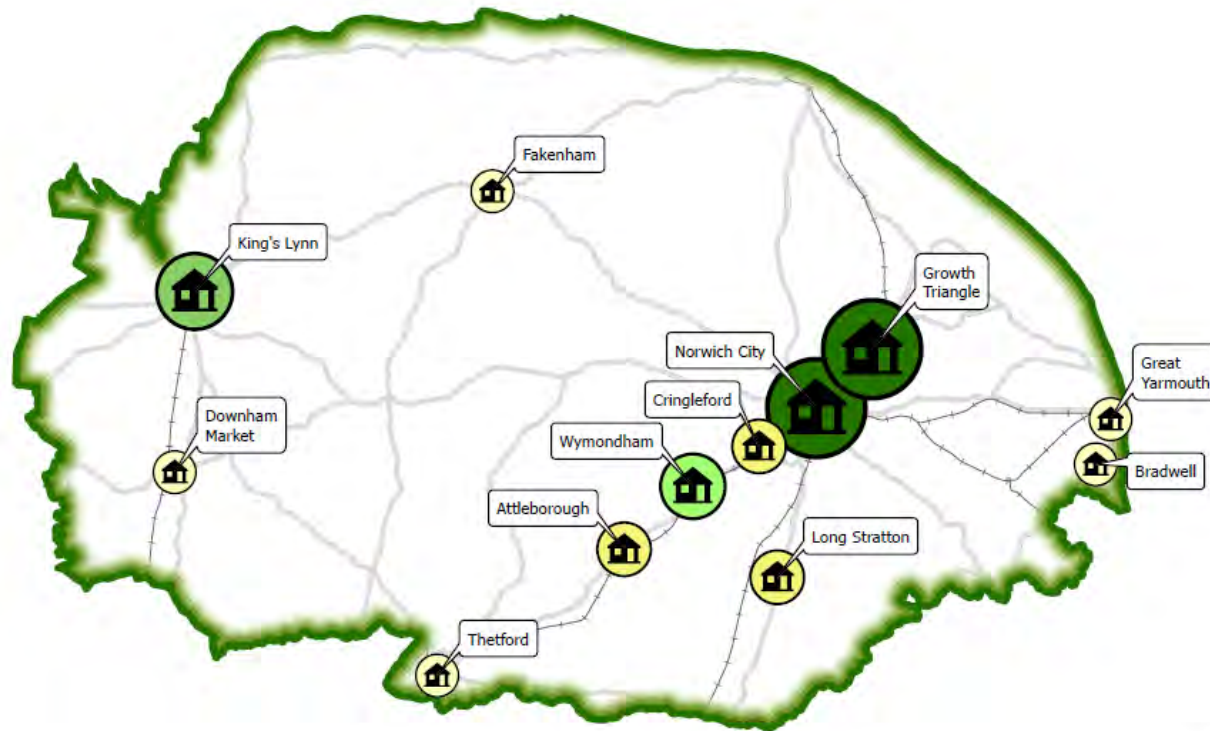 Fakenham
King's Lynn
Growth
Triangle
Norwich City
Great
Yarmouth
Cringleford
Downham
Market
Wymondham
Bradwell
Attleborough
Long Stratton
Thetford